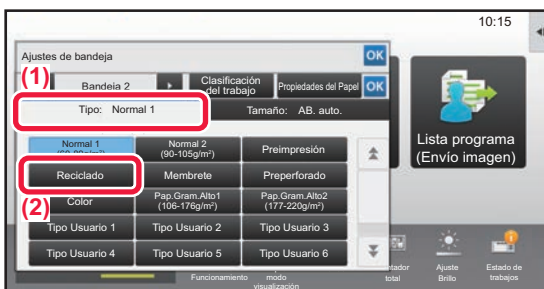 10:15
Ajustes de bandeja
OK
(1)
Bandeja 2
Clasificación
del trabajo
Propiedades del Papel
OK
Tipo: Normal 1
Tamaño: AB. auto.
Normal 1
(60-89g/m²)
Normal 2
(90-105g/m²)
Preimpresión
Reciclado
Membrete
Preperforado
(2)
Color
Pap.Gram.Alto1
(106-176g/m²)
Pap.Gram.Alto2
(177-220g/m²)
Tipo Usuario 1
Tipo Usuario 2
Tipo Usuario 3
Tipo Usuario 4
Tipo Usuario 5
Tipo Usuario 6
Lista programa
(Envío imagen)
Funcionamiento
modo
visualización
total
Ajuste
Brillo
Estado de
trabajos